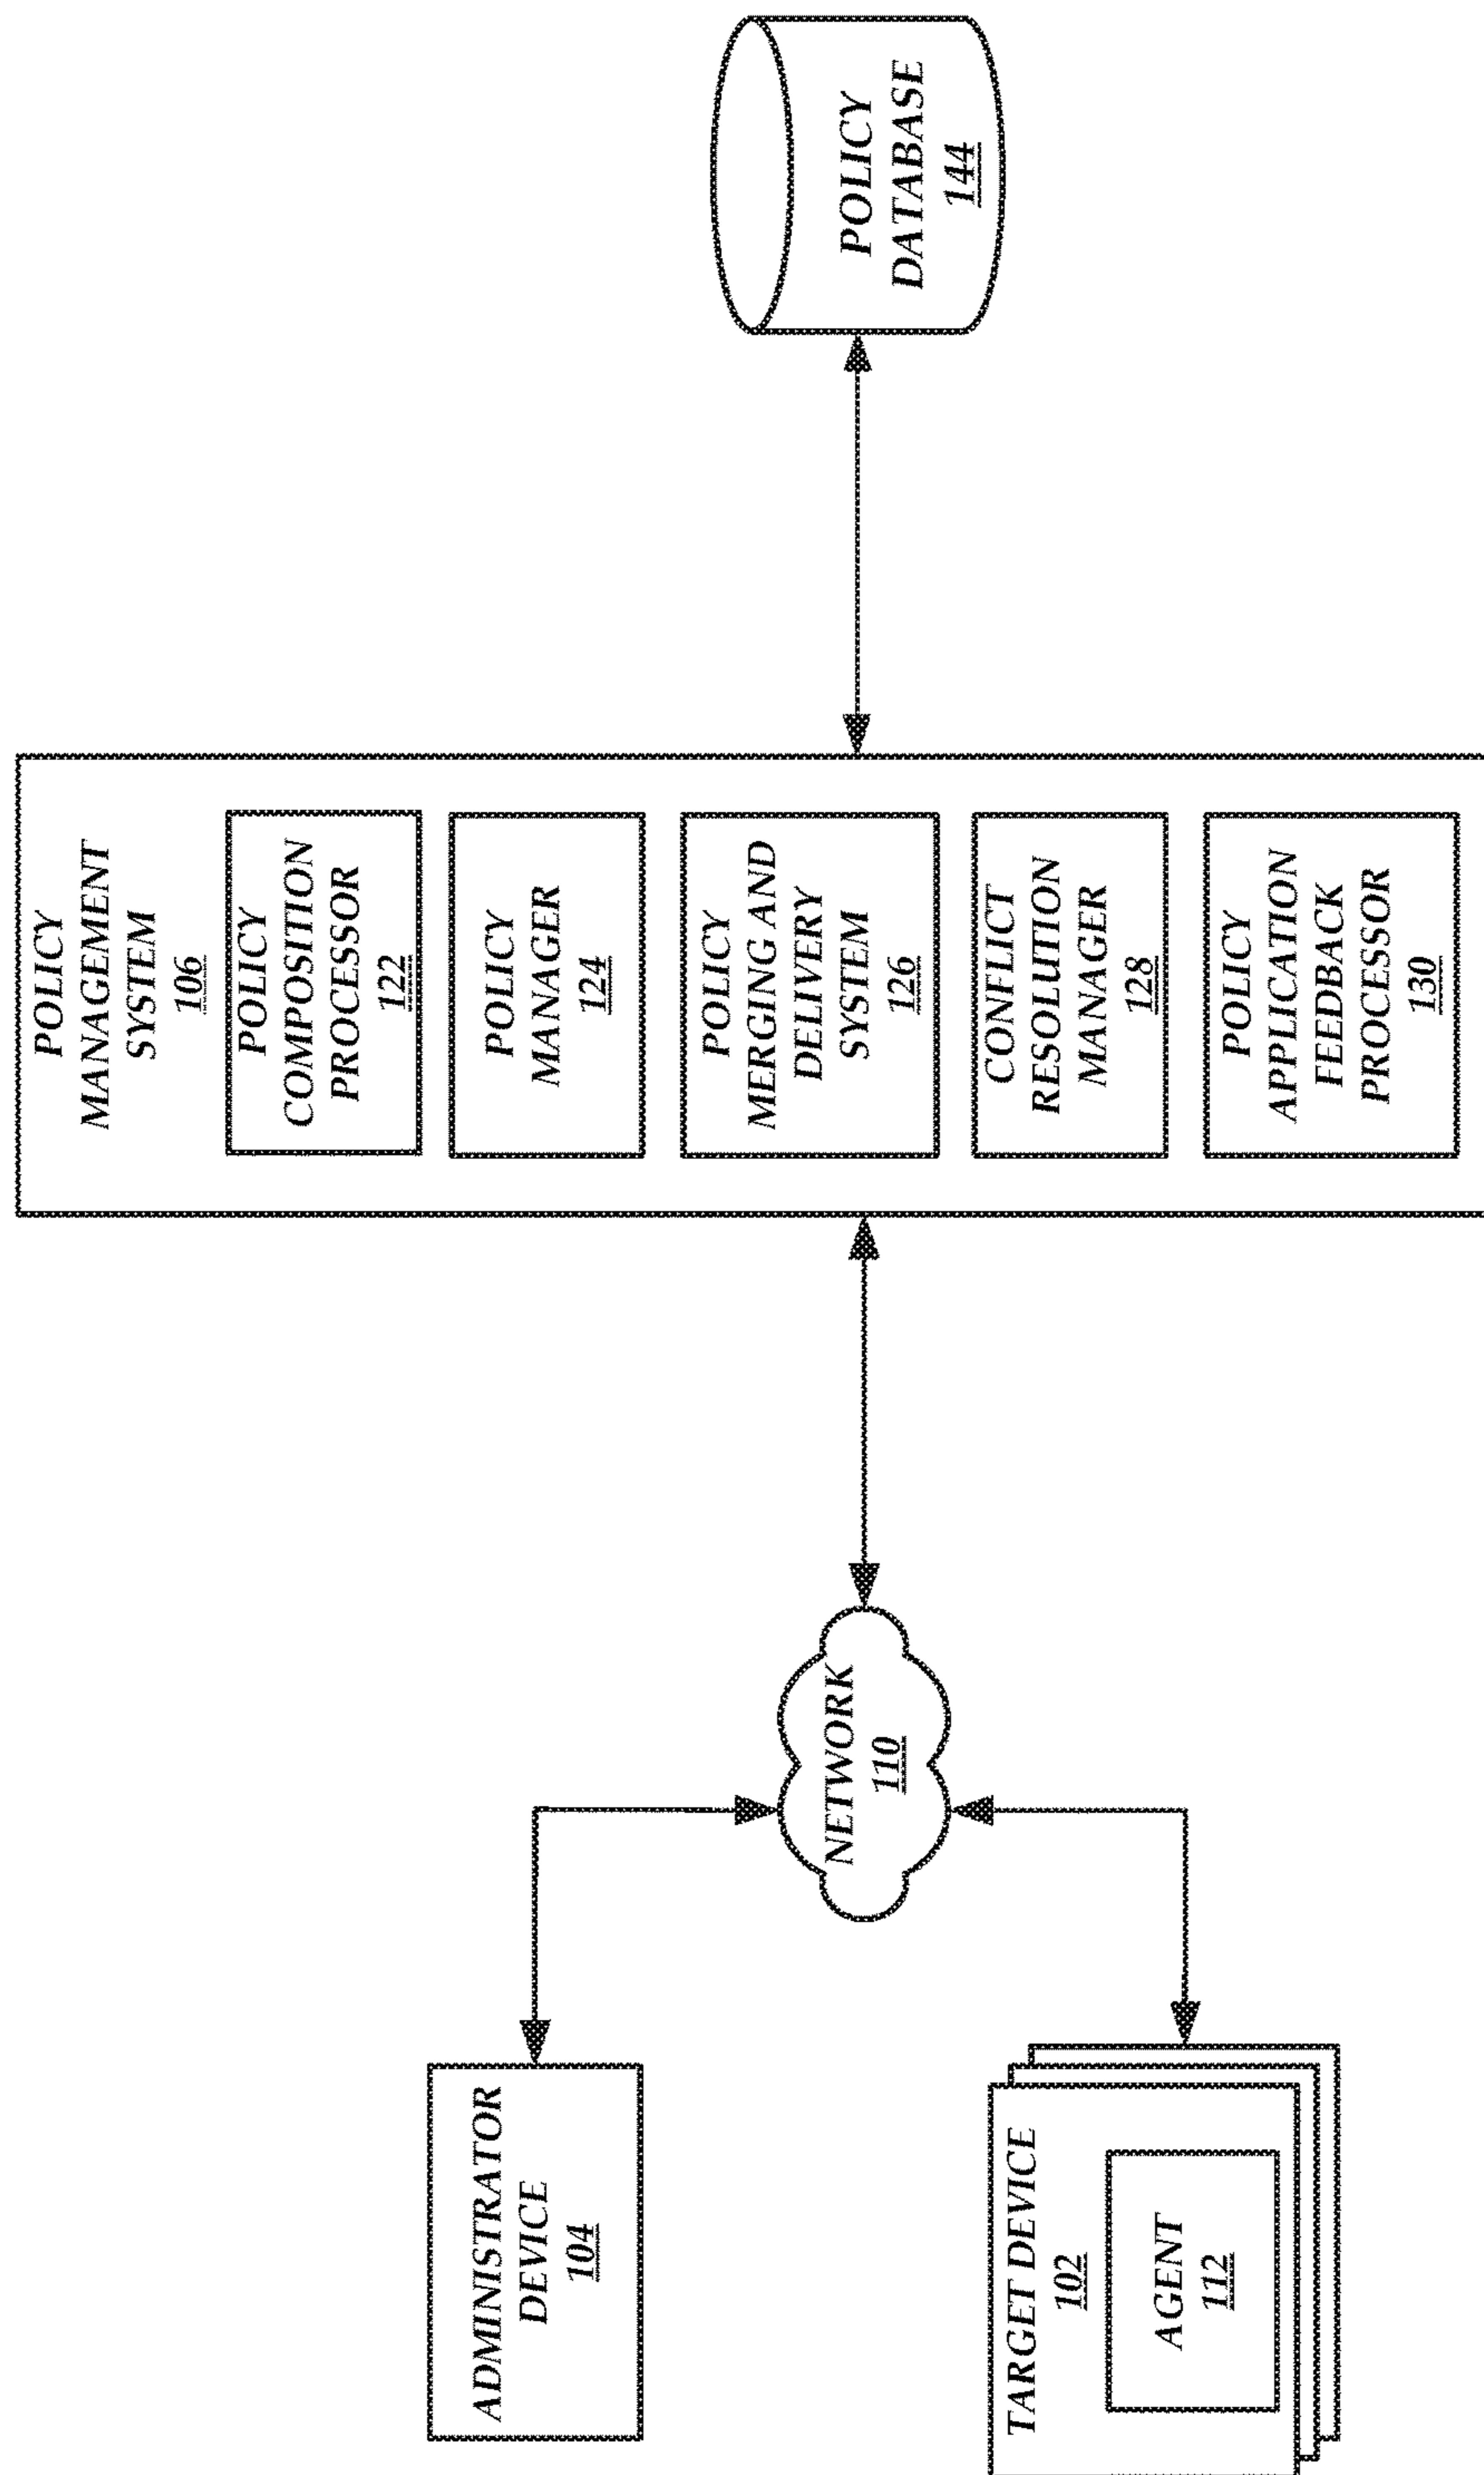 ADMINISTRATOR
DEVICE
104
TARGET DEVICE
102
AGENT
112
NETWORK
110
POLICY
MANAGEMENT
SYSTEM
106
POLICY
COMPOSITION
PROCESSOR
122
POLICY
MANAGER
124
POLICY
MERGING AND
DELIVERY
SYSTEM
126
CONFLICT
RESOLUTION
MANAGER
128
POLICY
APPLICATION
FEEDBACK
PROCESSOR
130
POLICY
DATABASE
144